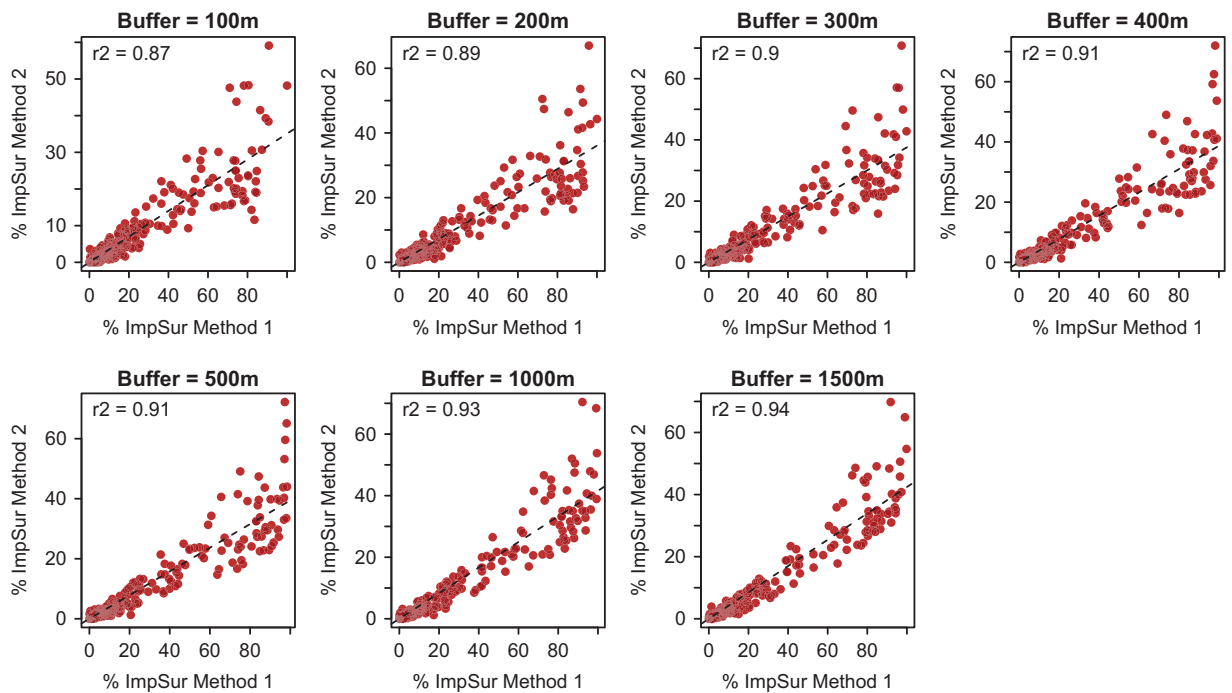 Buffer = 100m
r2 = 0.87
% ImpSur Method 2
50
30
10
0
0 20 40 60 80
% ImpSur Method 1
Buffer = 200m
r2 = 0.89
% ImpSur Method 2
60
40
20
0
0 20 40 60 80
% ImpSur Method 1
Buffer = 300m
r2 = 0.9
% ImpSur Method 2
60
40
20
0
0 20 40 60 80
% ImpSur Method 1
Buffer = 400m
r2 = 0.91
% ImpSur Method 2
60
40
20
0
0 20 40 60 80
% ImpSur Method 1
Buffer = 500m
r2 = 0.91
% ImpSur Method 2
60
40
20
0
0 20 40 60 80
% ImpSur Method 1
Buffer = 1000m
r2 = 0.93
% ImpSur Method 2
60
40
20
0
0 20 40 60 80
% ImpSur Method 1
Buffer = 1500m
r2 = 0.94
% ImpSur Method 2
60
40
20
0
0 20 40 60 80
% ImpSur Method 1